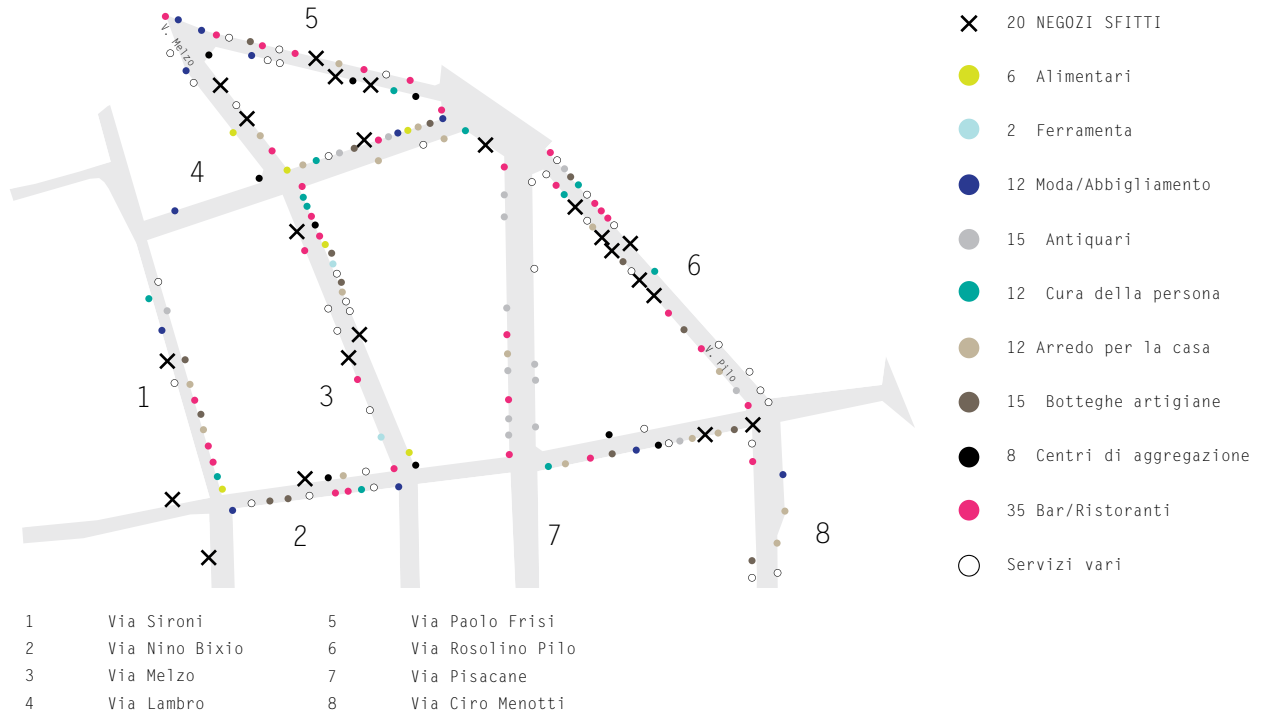 5
V. Melzo
4
6
1
3
V. Pilo
2
7
8
20 NEGOZI SFITTI
6 Alimentari
2 Ferramenta
12 Moda/Abbigliamento
15 Antiquari
12 Cura della persona
12 Arredo per la casa
15 Botteghe artigiane
8 Centri di aggregazione
35 Bar/Ristoranti
Servizi vari
1 Via Sironi
2 Via Nino Bixio
3 Via Melzo
4 Via Lambro
5 Via Paolo Frisi
6 Via Rosolino Pilo
7 Via Pisacane
8 Via Ciro Menotti